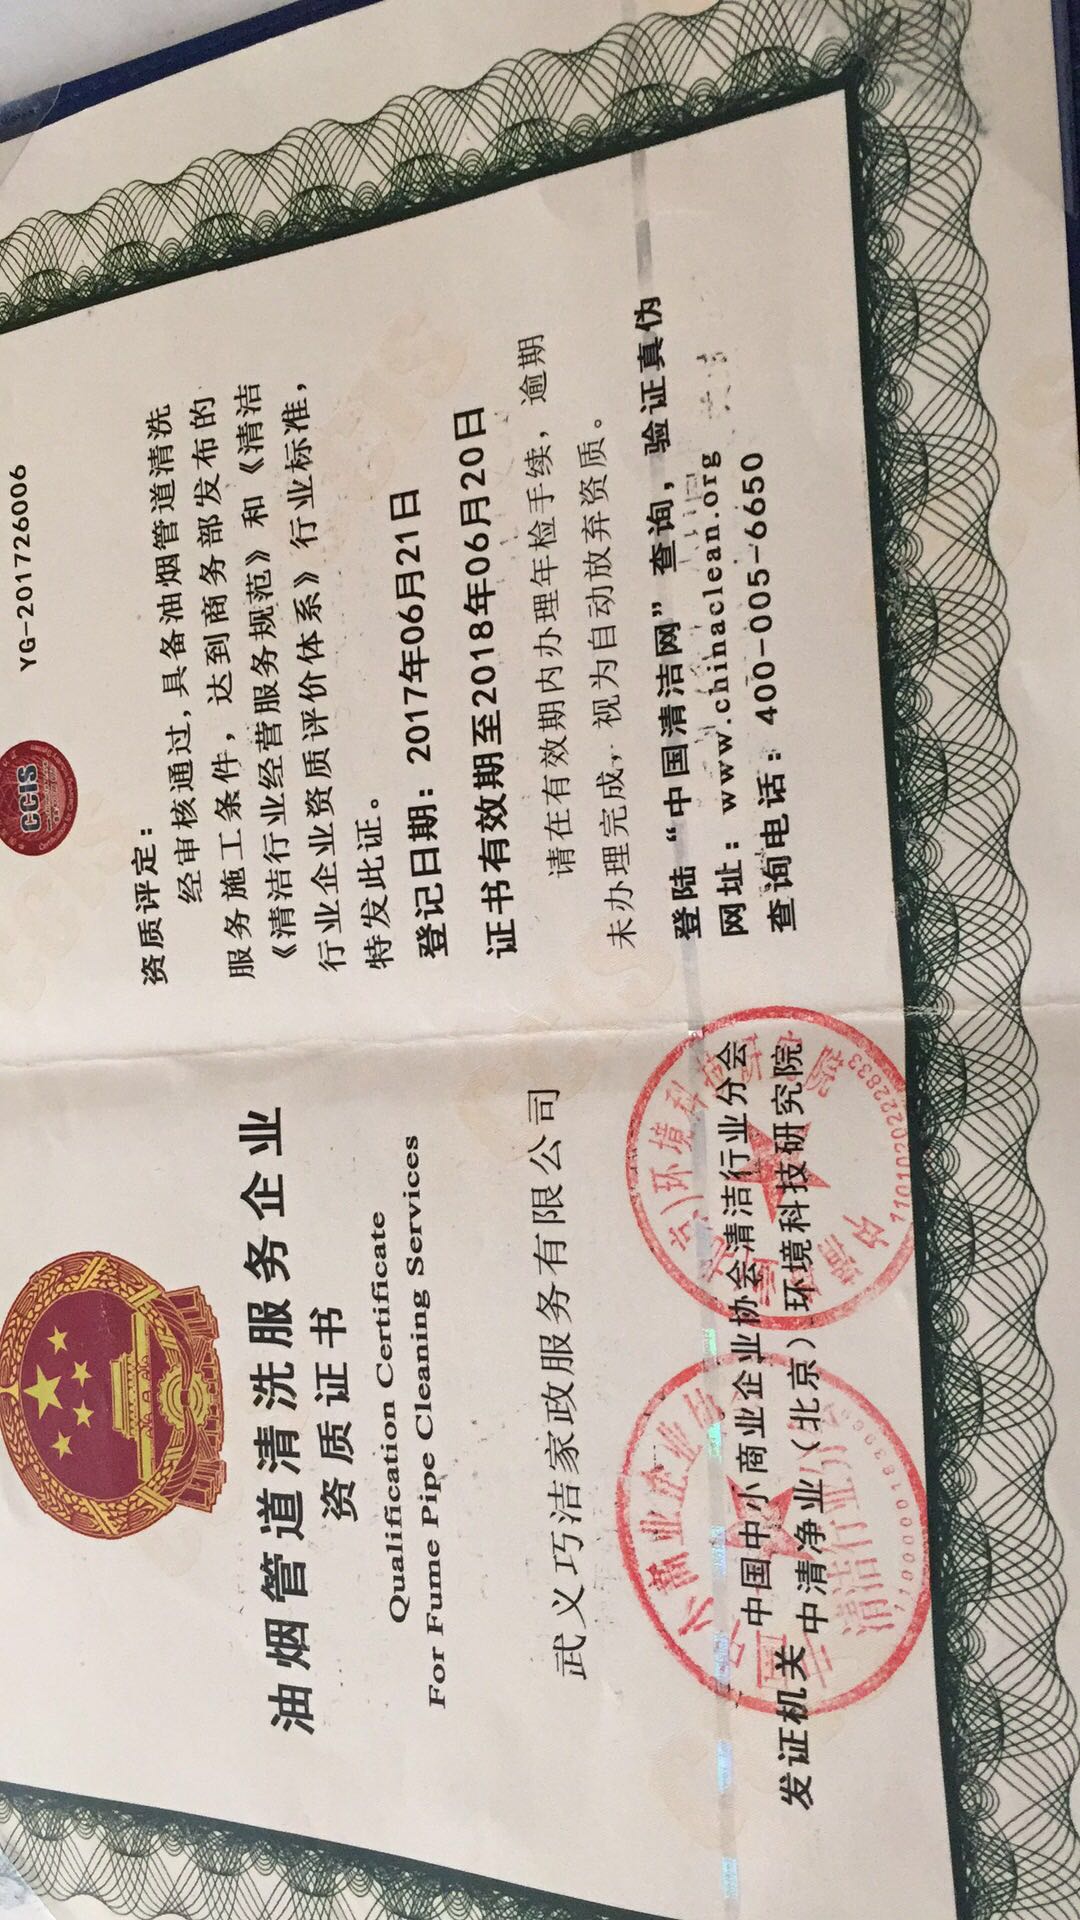 油烟管道清洗服务企业
资质证书
Qualification Certificate
For Fume Pipe Cleaning Services
武义巧洁家政服务有限公司
发证机关 中国中小商业企业协会清洁行业分会
中清净业（北京）环境科技研究院
1101020222833
清洁行业分会
CCIS
YG-201726006
资质评定：
经审核通过，具备油烟管道清洗
服务施工条件，达到商务部发布的
《清洁行业经营服务规范》和《清洁
行业企业资质评价体系》行业标准，
特发此证。
登记日期：2017年06月21日
证书有效期至2018年06月20日
请在有效期内办理年检手续，逾期
未办理完成，视为自动放弃资质。
登陆“中国清洁网”查询，验证真伪
网址：www.chinaclean.org
查询电话：400-005-6650